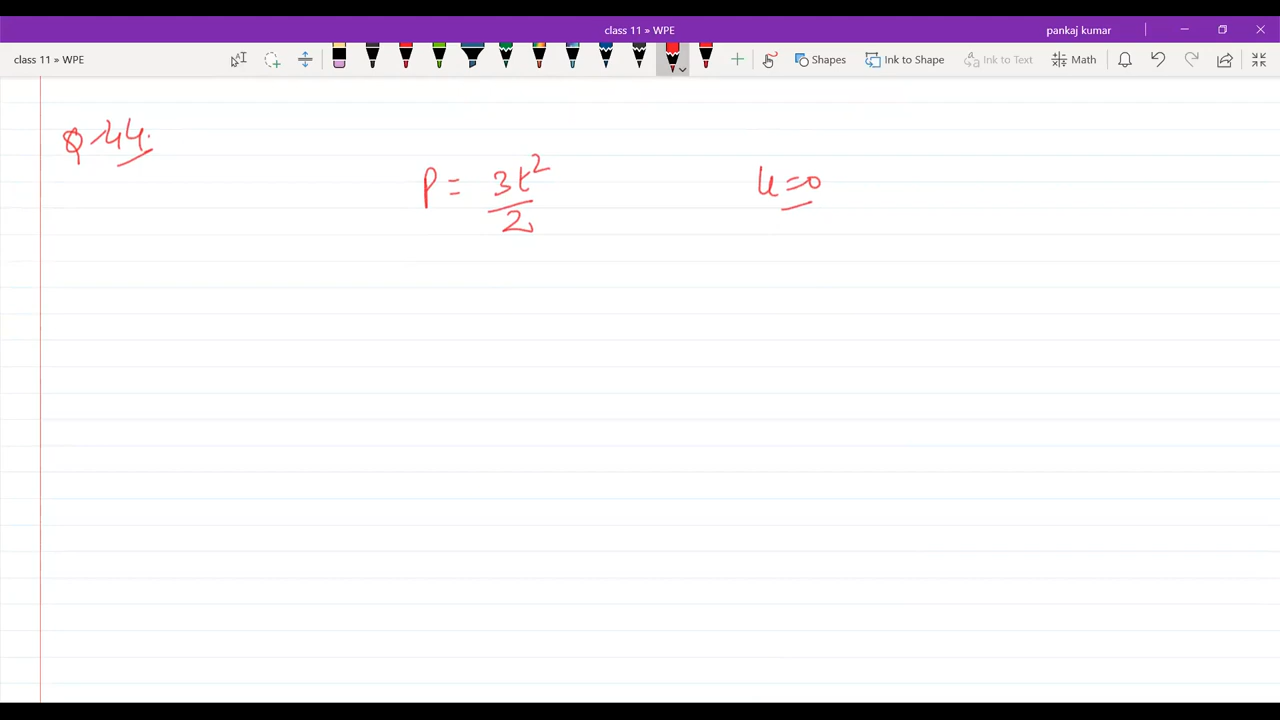 class 11 » WPE
pankaj kumar
class 11 » WPE
Shapes
Ink to Shape
Ink to Text
Math
Q 44.
P = 3t²/2
u=0